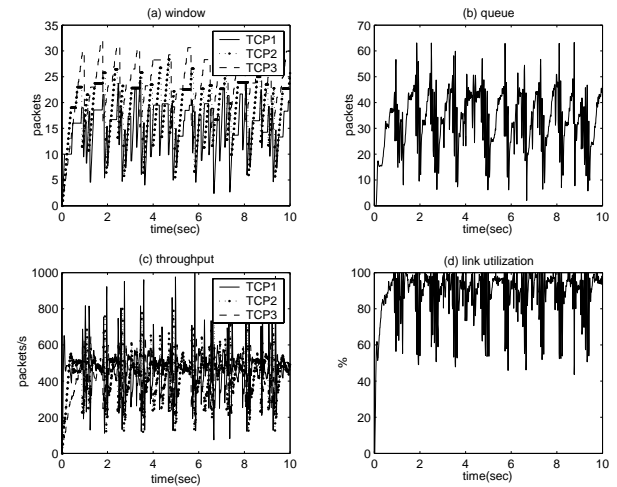 (a) window
35
30
25
20
15
10
5
0
packets
TCP1
TCP2
TCP3
0 2 4 6 8 10
time(sec)
(b) queue
70
60
50
40
30
20
10
0
packets
0 2 4 6 8 10
time(sec)
(c) throughput
1000
800
600
400
200
0
packets/s
TCP1
TCP2
TCP3
0 2 4 6 8 10
time(sec)
(d) link utilization
100
80
60
40
20
0
%
0 2 4 6 8 10
time(sec)